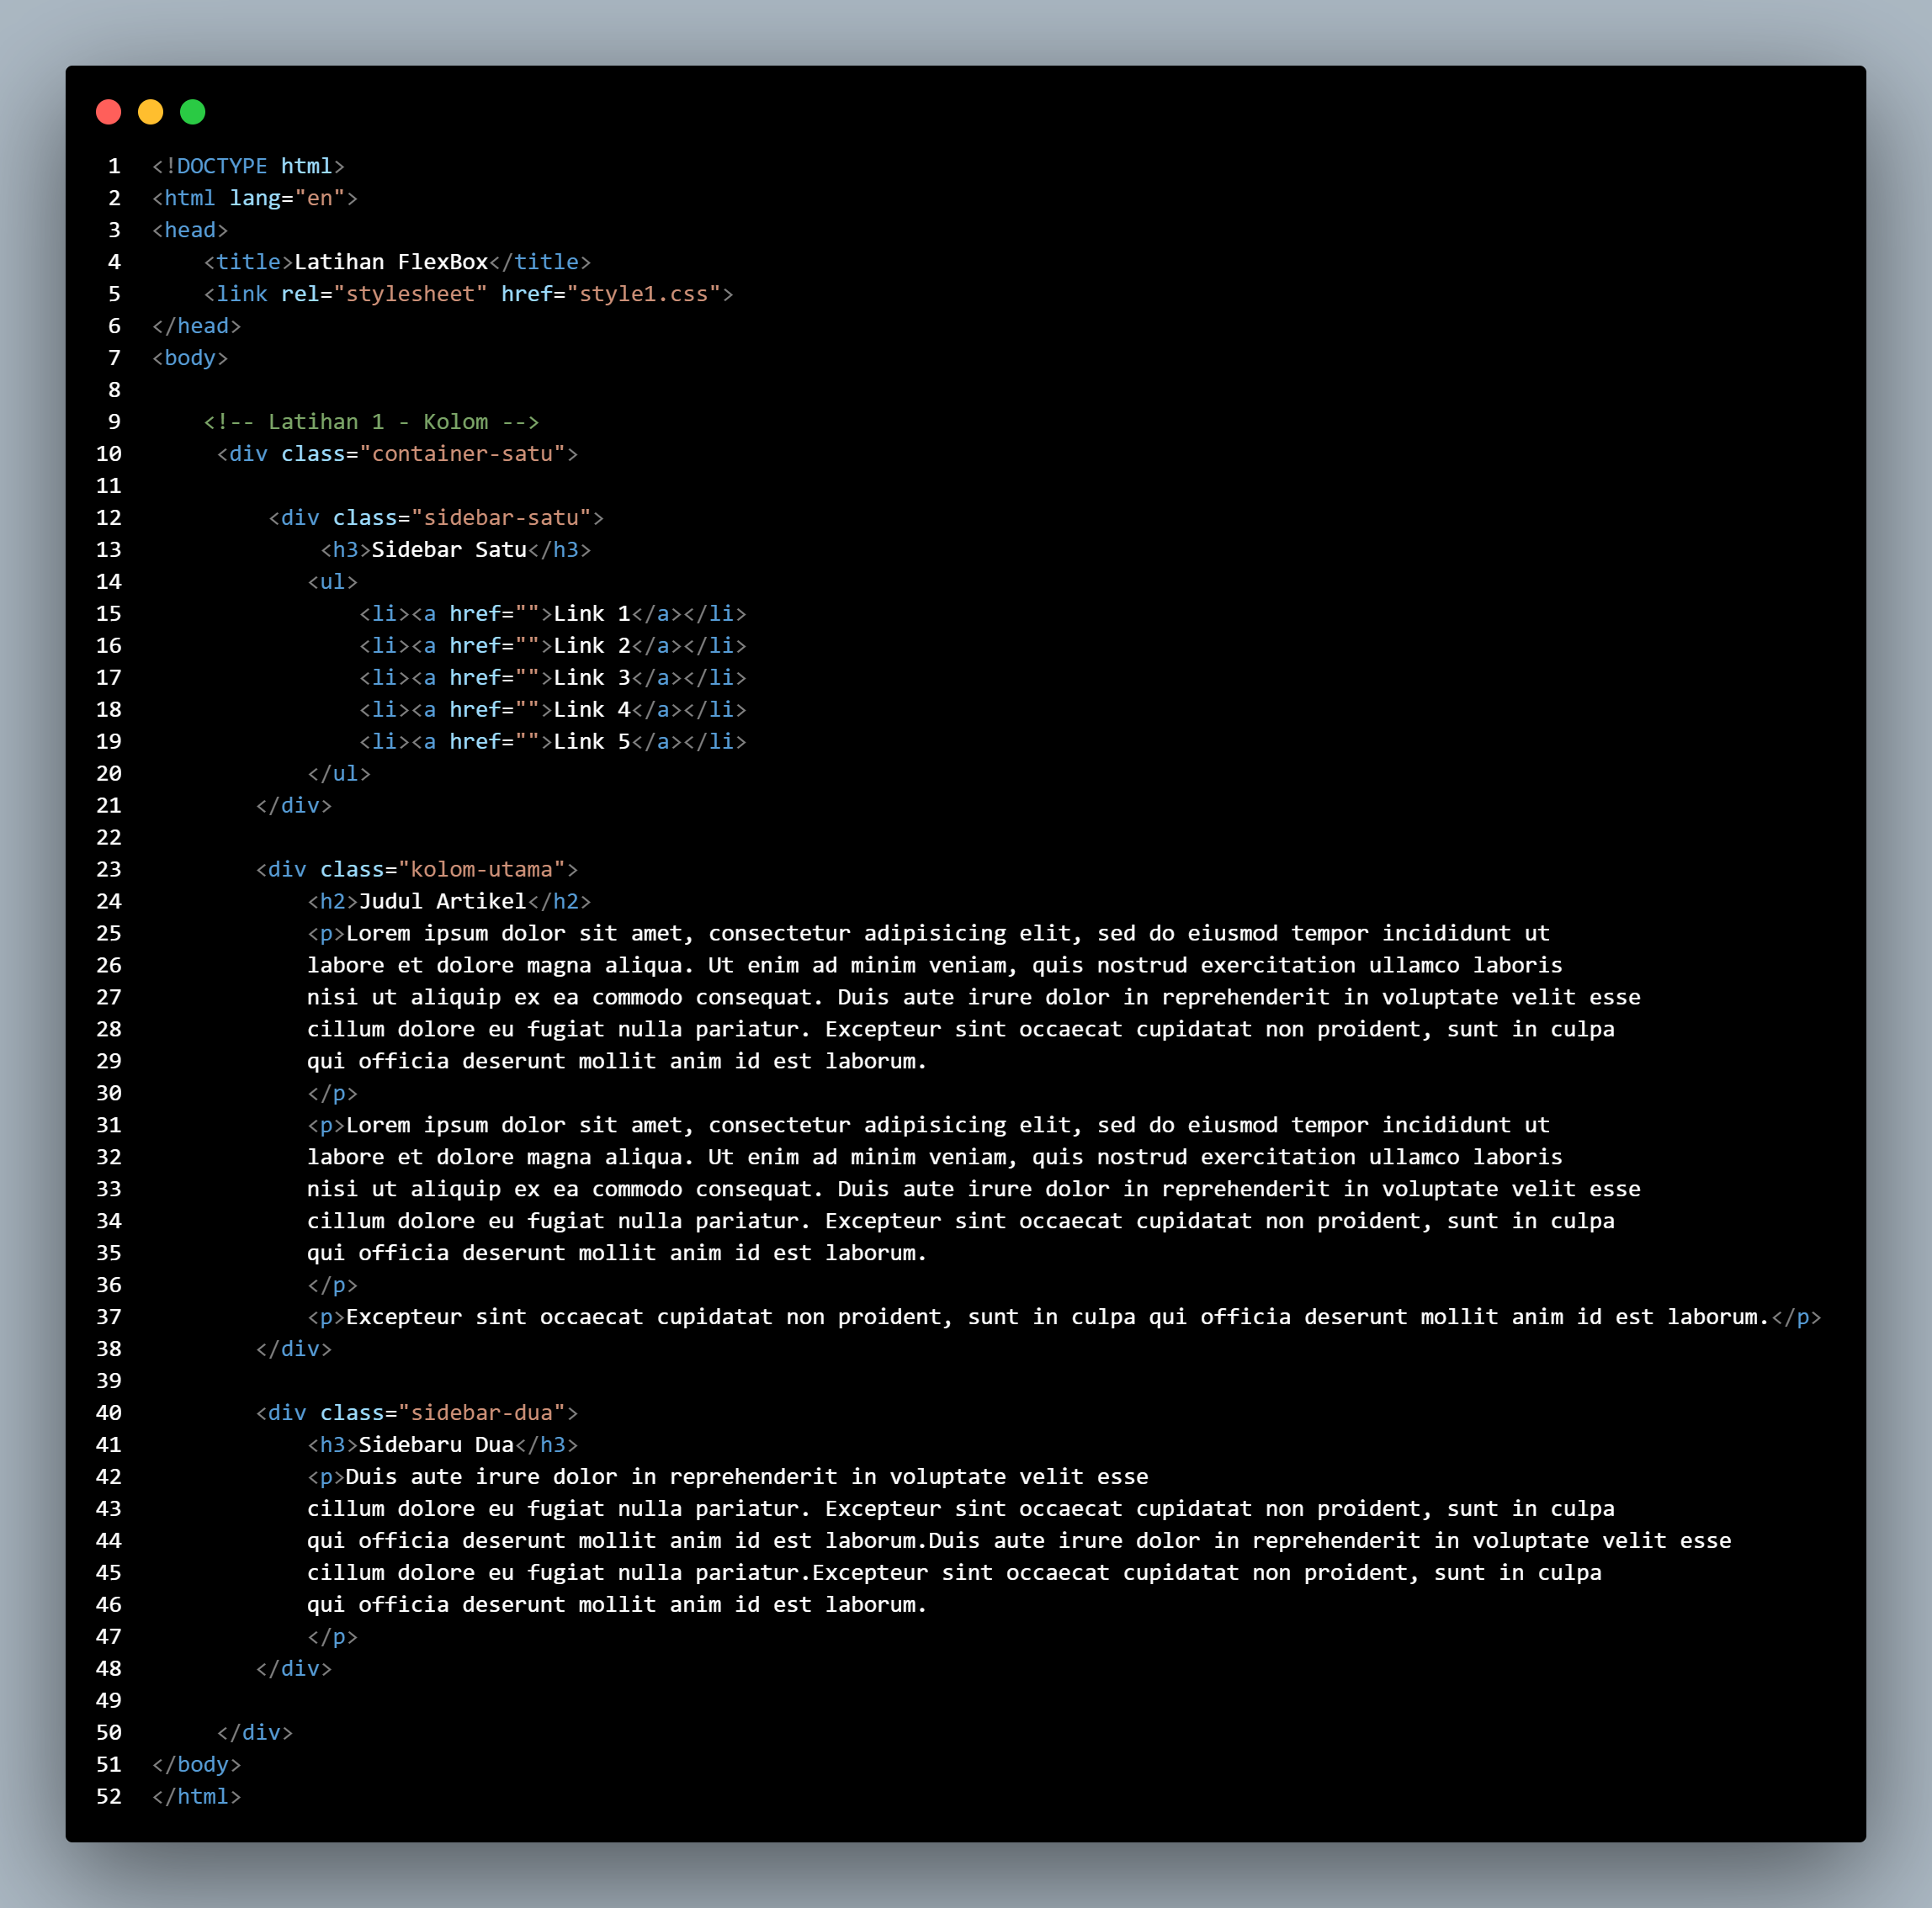 1 <!DOCTYPE html>
2 <html lang="en">
3 <head>
4     <title>Latihan FlexBox</title>
5     <link rel="stylesheet" href="style1.css">
6 </head>
7 <body>
8
9     <!-- Latihan 1 - Kolom -->
10      <div class="container-satu">
11
12          <div class="sidebar-satu">
13              <h3>Sidebar Satu</h3>
14             <ul>
15                 <li><a href="">Link 1</a></li>
16                 <li><a href="">Link 2</a></li>
17                 <li><a href="">Link 3</a></li>
18                 <li><a href="">Link 4</a></li>
19                 <li><a href="">Link 5</a></li>
20             </ul>
21         </div>
22
23         <div class="kolom-utama">
24             <h2>Judul Artikel</h2>
25             <p>Lorem ipsum dolor sit amet, consectetur adipisicing elit, sed do eiusmod tempor incididunt ut
26             labore et dolore magna aliqua. Ut enim ad minim veniam, quis nostrud exercitation ullamco laboris
27             nisi ut aliquip ex ea commodo consequat. Duis aute irure dolor in reprehenderit in voluptate velit esse
28             cillum dolore eu fugiat nulla pariatur. Excepteur sint occaecat cupidatat non proident, sunt in culpa
29             qui officia deserunt mollit anim id est laborum.
30             </p>
31             <p>Lorem ipsum dolor sit amet, consectetur adipisicing elit, sed do eiusmod tempor incididunt ut
32             labore et dolore magna aliqua. Ut enim ad minim veniam, quis nostrud exercitation ullamco laboris
33             nisi ut aliquip ex ea commodo consequat. Duis aute irure dolor in reprehenderit in voluptate velit esse
34             cillum dolore eu fugiat nulla pariatur. Excepteur sint occaecat cupidatat non proident, sunt in culpa
35             qui officia deserunt mollit anim id est laborum.
36             </p>
37             <p>Excepteur sint occaecat cupidatat non proident, sunt in culpa qui officia deserunt mollit anim id est laborum.</p>
38         </div>
39
40         <div class="sidebar-dua">
41             <h3>Sidebaru Dua</h3>
42             <p>Duis aute irure dolor in reprehenderit in voluptate velit esse
43             cillum dolore eu fugiat nulla pariatur. Excepteur sint occaecat cupidatat non proident, sunt in culpa
44             qui officia deserunt mollit anim id est laborum.Duis aute irure dolor in reprehenderit in voluptate velit esse
45             cillum dolore eu fugiat nulla pariatur.Excepteur sint occaecat cupidatat non proident, sunt in culpa
46             qui officia deserunt mollit anim id est laborum.
47             </p>
48         </div>
49
50      </div>
51 </body>
52 </html>